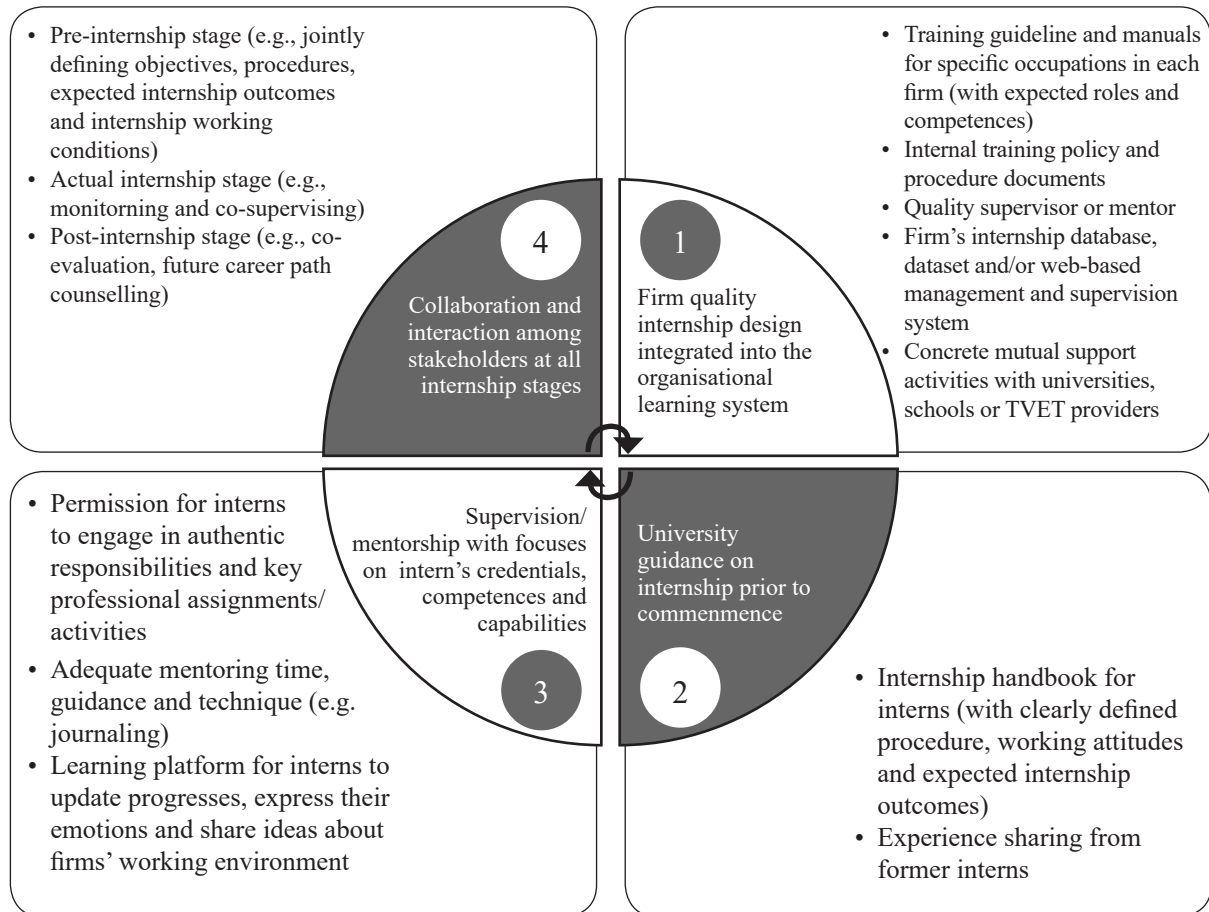 • Pre-internship stage (e.g., jointly
defining objectives, procedures,
expected internship outcomes
and internship working
conditions)
• Actual internship stage (e.g.,
monitorning and co-supervising)
• Post-internship stage (e.g., co-
evaluation, future career path
counselling)
4
Collaboration and
interaction among
stakeholders at all
internship stages
• Training guideline and manuals
for specific occupations in each
firm (with expected roles and
competences)
• Internal training policy and
procedure documents
• Quality supervisor or mentor
• Firm's internship database,
dataset and/or web-based
management and supervision
system
• Concrete mutual support
activities with universities,
schools or TVET providers
1
Firm quality
internship design
integrated into the
organisational
learning system
• Permission for interns
to engage in authentic
responsibilities and key
professional assignments/
activities
• Adequate mentoring time,
guidance and technique (e.g.
journaling)
• Learning platform for interns to
update progresses, express their
emotions and share ideas about
firms' working environment
Supervision/
mentorship with focuses
on intern's credentials,
competences and
capabilities
3
University
guidance on
internship prior to
commenmence
2
• Internship handbook for
interns (with clearly defined
procedure, working attitudes
and expected internship
outcomes)
• Experience sharing from
former interns